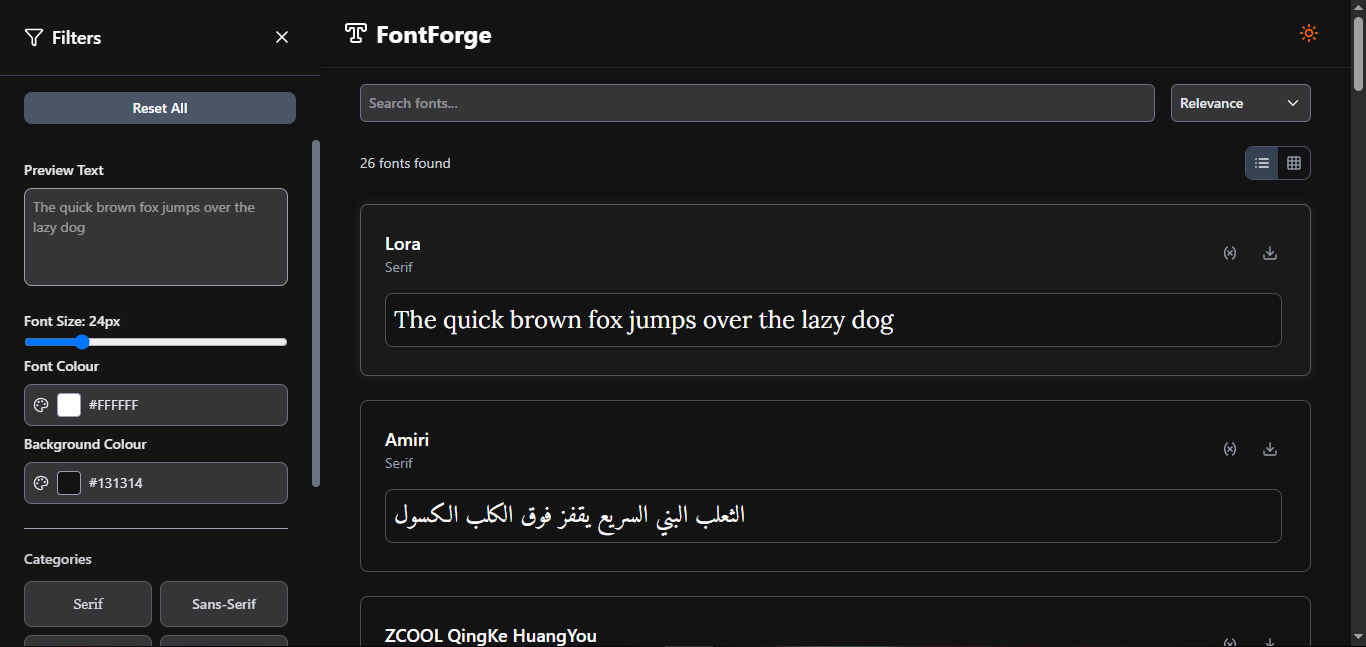 Filters
Reset All
Preview Text
The quick brown fox jumps over the
lazy dog
Font Size: 24px
Font Colour
#FFFFFF
Background Colour
#131314
Categories
Serif
Sans-Serif
FontForge
Search fonts...
Relevance
26 fonts found
Lora
Serif
The quick brown fox jumps over the lazy dog
Amiri
Serif
الثعلب البني السريع يقفز فوق الكلب الكسول
ZCOOL QingKe HuangYou